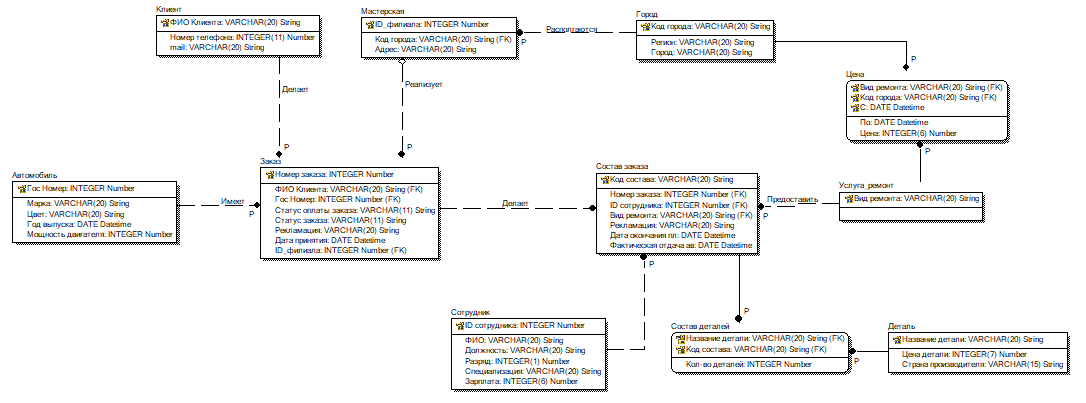 Клиент
ФИО Клиента: VARCHAR(20) String
Номер телефона: INTEGER(11) Number
mail: VARCHAR(20) String
Мастерская
ID_филиала: INTEGER Number
Код города: VARCHAR(20) String (FK)
Адрес: VARCHAR(20) String
Распологаются
P
Город
Код города: VARCHAR(20) String
Регион: VARCHAR(20) String
Город: VARCHAR(20) String
P
Цена
Вид ремонта: VARCHAR(20) String (FK)
Код города: VARCHAR(20) String (FK)
С: DATE Datetime
По: DATE Datetime
Цена: INTEGER(6) Number
P
Делает
P
Реализует
P
Автомобиль
Гос Номер: INTEGER Number
Марка: VARCHAR(20) String
Цвет: VARCHAR(20) String
Год выпуска: DATE Datetime
Мощность двигателя: INTEGER Number
Имеет
P
Заказ
Номер заказа: INTEGER Number
ФИО Клиента: VARCHAR(20) String (FK)
Гос Номер: INTEGER Number (FK)
Статус оплаты заказа: VARCHAR(11) String
Статус заказа: VARCHAR(11) String
Рекламация: VARCHAR(20) String
Дата принятия: DATE Datetime
ID_филиала: INTEGER Number (FK)
Делает
Состав заказа
Код состава: VARCHAR(20) String
Номер заказа: INTEGER Number (FK)
ID сотрудника: INTEGER Number (FK)
Вид ремонта: VARCHAR(20) String (FK)
Рекламация: VARCHAR(20) String
Дата окончания пл: DATE Datetime
Фактическая отдача ав: DATE Datetime
P
Предоставить
P
Услуга_ремонт
Вид ремонта: VARCHAR(20) String
Сотрудник
ID сотрудника: INTEGER Number
ФИО: VARCHAR(20) String
Должность: VARCHAR(20) String
Разряд: INTEGER(1) Number
Специализация: VARCHAR(20) String
Зарплата: INTEGER(6) Number
P
Состав деталей
Название детали: VARCHAR(20) String (FK)
Код состава: VARCHAR(20) String (FK)
Кол-во деталей: INTEGER Number
P
Деталь
Название детали: VARCHAR(20) String
Цена детали: INTEGER(7) Number
Страна производителя: VARCHAR(15) String